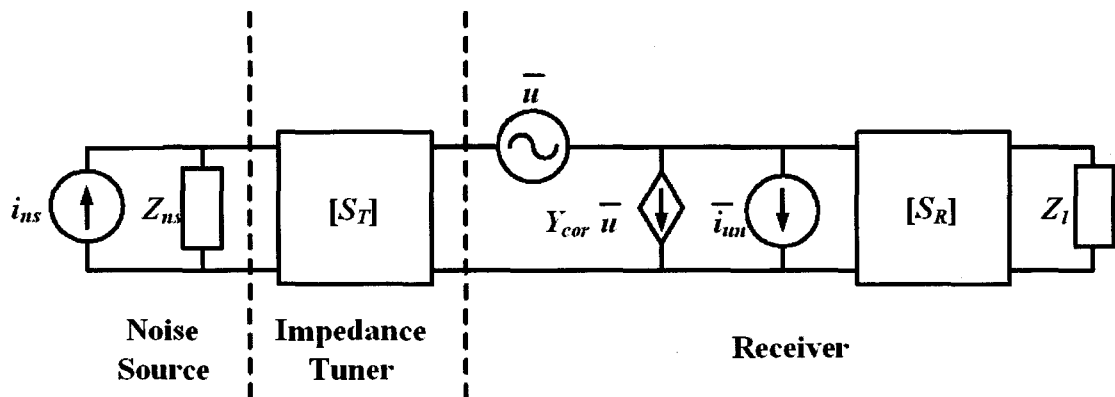 u
i_ns
Z_ns
[S_T]
Y_cor u
i_un
[S_R]
Z_l
Noise
Source
Impedance
Tuner
Receiver